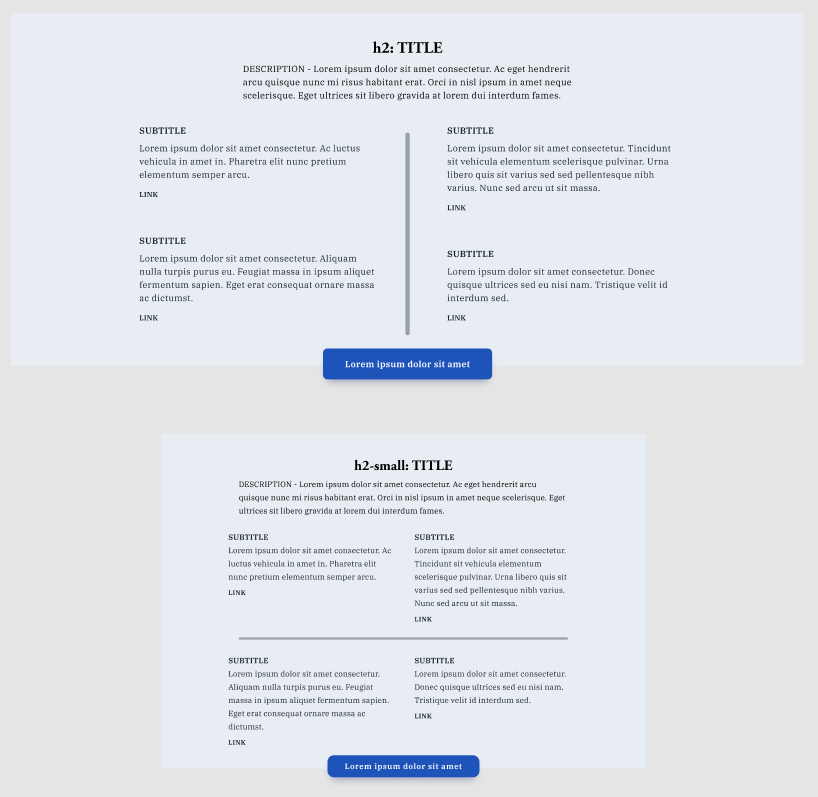 h2: TITLE
DESCRIPTION - Lorem ipsum dolor sit amet consectetur. Ac eget hendrerit
arcu quisque nunc mi risus habitant erat. Orci in nisl ipsum in amet neque
scelerisque. Eget ultrices sit libero gravida at lorem dui interdum fames.
SUBTITLE
Lorem ipsum dolor sit amet consectetur. Ac luctus
vehicula in amet in. Pharetra elit nunc pretium
elementum semper arcu.
LINK
SUBTITLE
Lorem ipsum dolor sit amet consectetur. Aliquam
nulla turpis purus eu. Feugiat massa in ipsum aliquet
fermentum sapien. Eget erat consequat ornare massa
ac dictumst.
LINK
SUBTITLE
Lorem ipsum dolor sit amet consectetur. Tincidunt
sit vehicula elementum scelerisque pulvinar. Urna
libero quis sit varius sed sed pellentesque nibh
varius. Nunc sed arcu ut sit massa.
LINK
SUBTITLE
Lorem ipsum dolor sit amet consectetur. Donec
quisque ultrices sed eu nisi nam. Tristique velit id
interdum sed.
LINK
Lorem ipsum dolor sit amet
h2-small: TITLE
DESCRIPTION - Lorem ipsum dolor sit amet consectetur. Ac eget hendrerit arcu
quisque nunc mi risus habitant erat. Orci in nisl ipsum in amet neque scelerisque. Eget
ultrices sit libero gravida at lorem dui interdum fames.
SUBTITLE
Lorem ipsum dolor sit amet consectetur. Ac
luctus vehicula in amet in. Pharetra elit
nunc pretium elementum semper arcu.
LINK
SUBTITLE
Lorem ipsum dolor sit amet consectetur.
Tincidunt sit vehicula elementum
scelerisque pulvinar. Urna libero quis sit
varius sed sed pellentesque nibh varius.
Nunc sed arcu ut sit massa.
LINK
SUBTITLE
Lorem ipsum dolor sit amet consectetur.
Aliquam nulla turpis purus eu. Feugiat
massa in ipsum aliquet fermentum sapien.
Eget erat consequat ornare massa ac
dictumst.
LINK
SUBTITLE
Lorem ipsum dolor sit amet consectetur.
Donec quisque ultrices sed eu nisi nam.
Tristique velit id interdum sed.
LINK
Lorem ipsum dolor sit amet